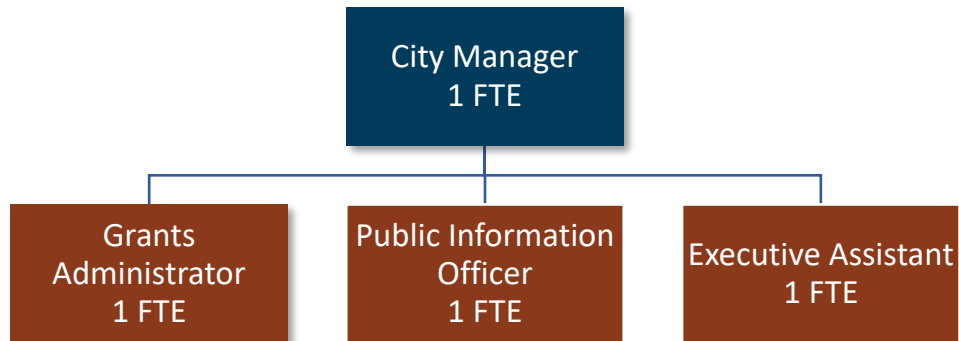 City Manager
1 FTE
Grants
Administrator
1 FTE
Public Information
Officer
1 FTE
Executive Assistant
1 FTE